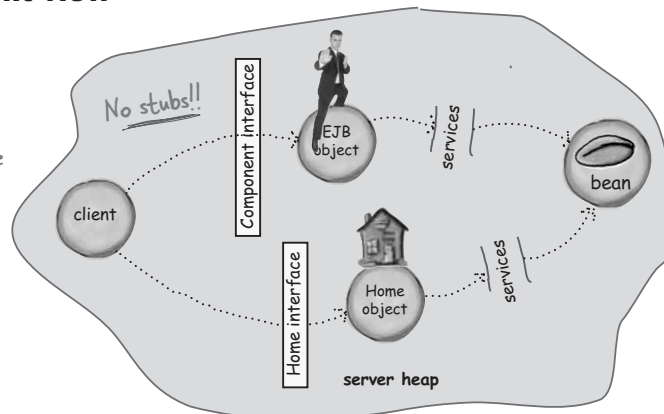 No stubs!!
Component interface
EJB
object
services
bean
client
Home interface
Home
object
services
server heap